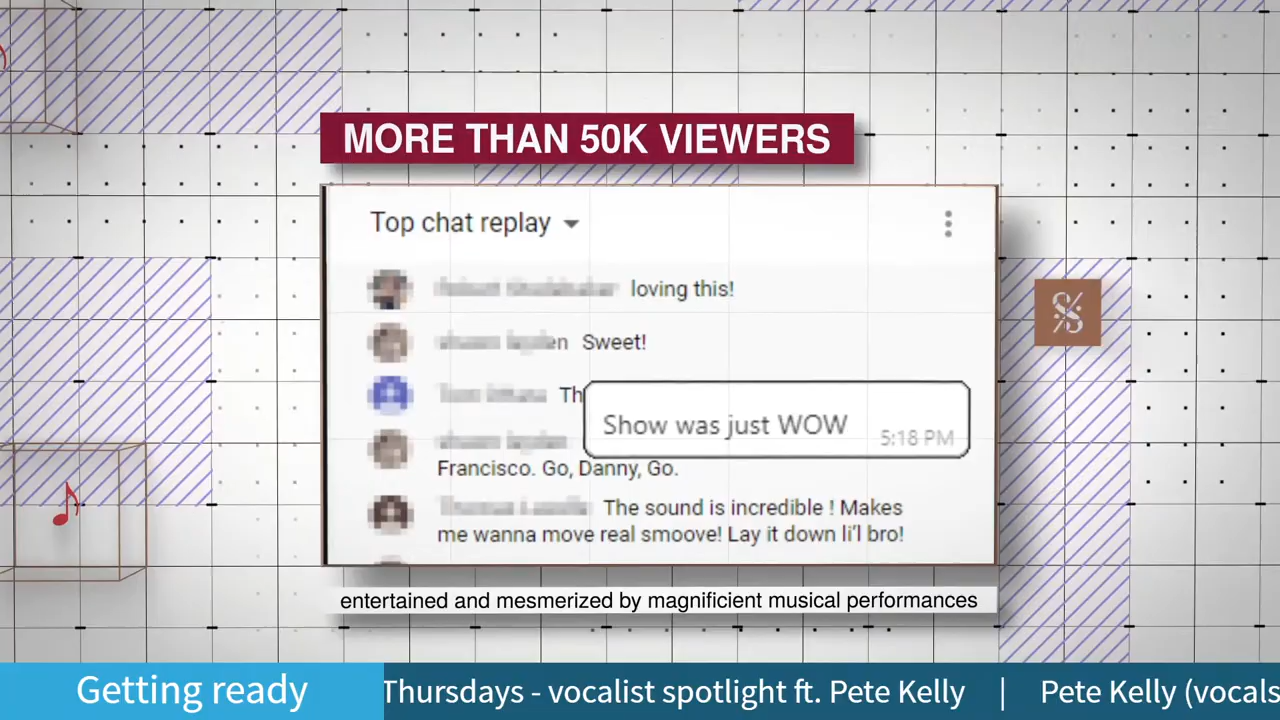 MORE THAN 50K VIEWERS
Top chat replay
loving this!
Sweet!
Th
Show was just WOW
5:18 PM
Francisco. Go, Danny, Go.
The sound is incredible ! Makes
me wanna move real smoove! Lay it down li'l bro!
entertained and mesmerized by magnificient musical performances
Getting ready
Thursdays - vocalist spotlight ft. Pete Kelly | Pete Kelly (vocals